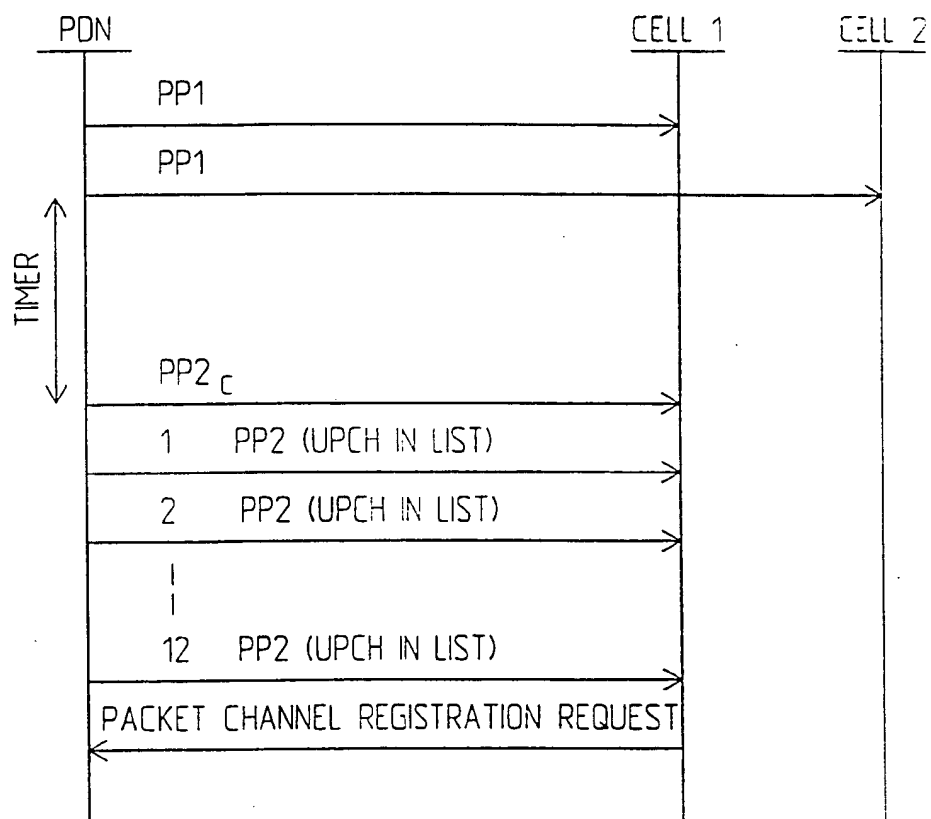 PDN CELL 1 CELL 2
PP1
PP1
TIMER
PP2 C
1 PP2 (UPCH IN LIST)
2 PP2 (UPCH IN LIST)
12 PP2 (UPCH IN LIST)
PACKET CHANNEL REGISTRATION REQUEST